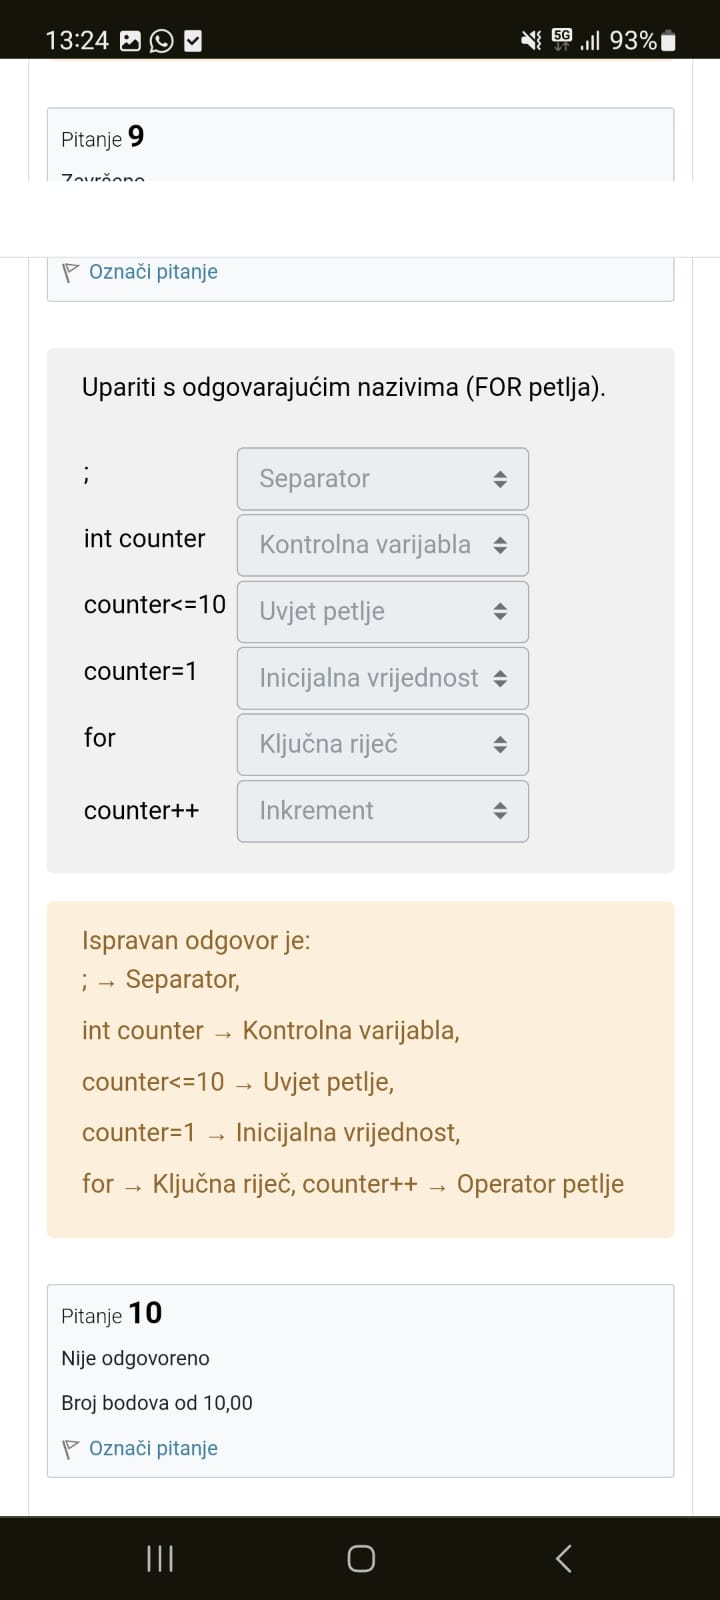 13:24
5G
93%
Pitanje 9
Završeno
Označi pitanje
Upariti s odgovarajućim nazivima (FOR petlja).
; Separator
int counter Kontrolna varijabla
counter<=10 Uvjet petlje
counter=1 Inicijalna vrijednost
for Ključna riječ
counter++ Inkrement
Ispravan odgovor je:
; → Separator,
int counter → Kontrolna varijabla,
counter<=10 → Uvjet petlje,
counter=1 → Inicijalna vrijednost,
for → Ključna riječ, counter++ → Operator petlje
Pitanje 10
Nije odgovoreno
Broj bodova od 10,00
Označi pitanje